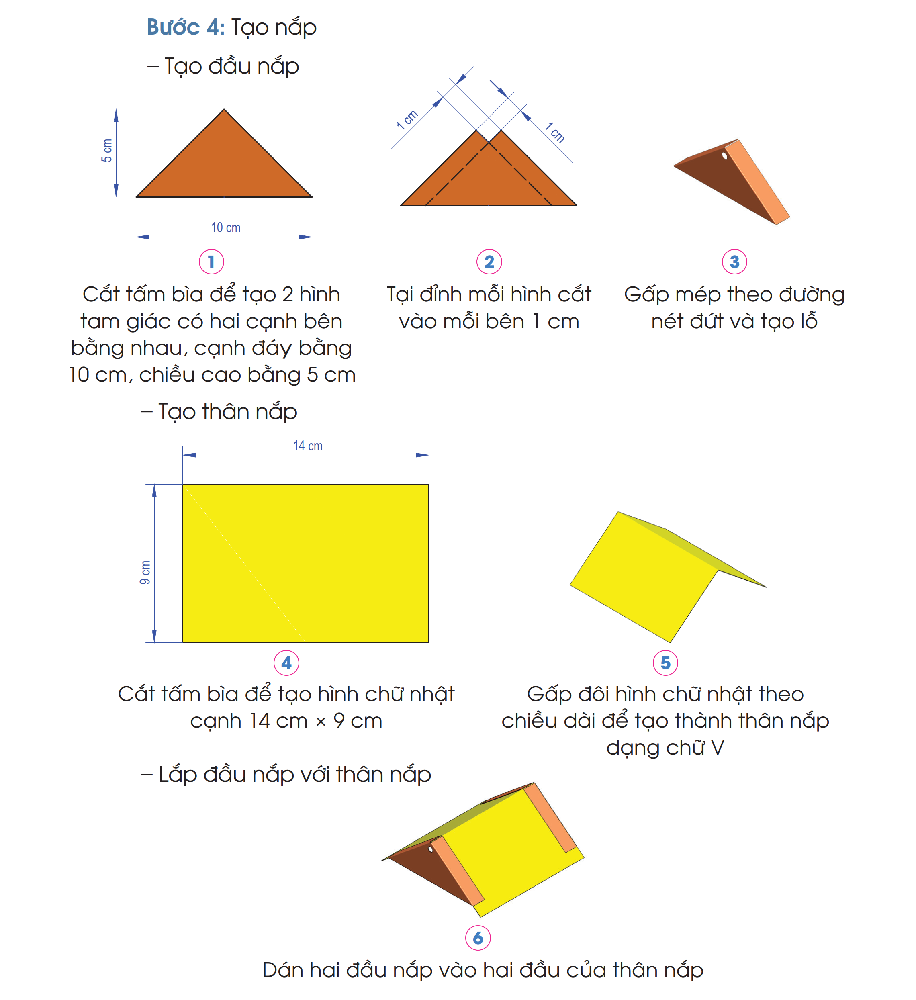 Bước 4: Tạo nắp
– Tạo đầu nắp
5 cm
10 cm
1 cm
1 cm
1
2
3
Cắt tấm bìa để tạo 2 hình
tam giác có hai cạnh bên
bằng nhau, cạnh đáy bằng
10 cm, chiều cao bằng 5 cm
Tại đỉnh mỗi hình cắt
vào mỗi bên 1 cm
Gấp mép theo đường
nét đứt và tạo lỗ
– Tạo thân nắp
14 cm
9 cm
4
5
Cắt tấm bìa để tạo hình chữ nhật
cạnh 14 cm × 9 cm
Gấp đôi hình chữ nhật theo
chiều dài để tạo thành thân nắp
dạng chữ V
– Lắp đầu nắp với thân nắp
6
Dán hai đầu nắp vào hai đầu của thân nắp